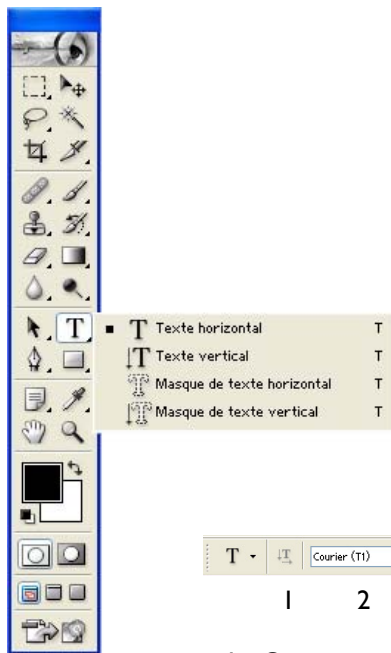 T
Texte horizontal T
Texte vertical T
Masque de texte horizontal T
Masque de texte vertical T
T Courier (T1)
1 2